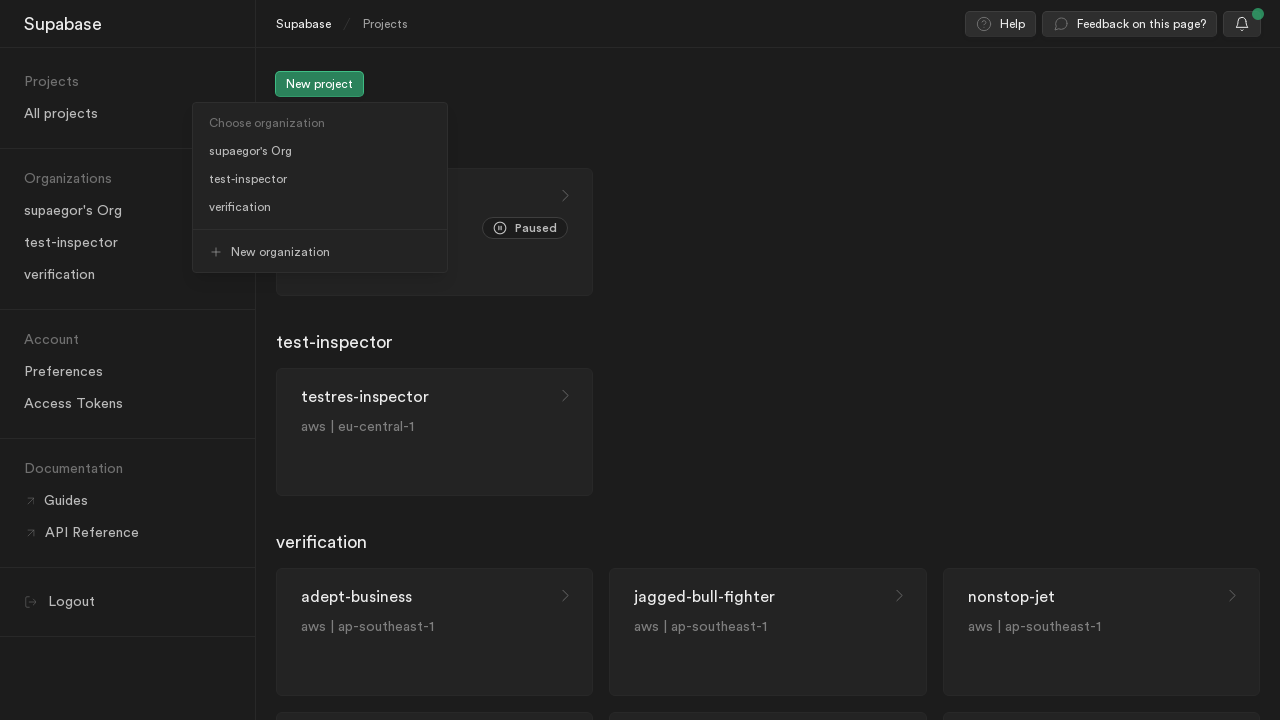 Supabase
Supabase / Projects
Help
Feedback on this page?
Projects
All projects
Organizations
supaegor's Org
test-inspector
verification
Account
Preferences
Access Tokens
Documentation
Guides
API Reference
Logout
New project
Choose organization
supaegor's Org
test-inspector
verification
New organization
Paused
test-inspector
testres-inspector
aws | eu-central-1
verification
adept-business
aws | ap-southeast-1
jagged-bull-fighter
aws | ap-southeast-1
nonstop-jet
aws | ap-southeast-1